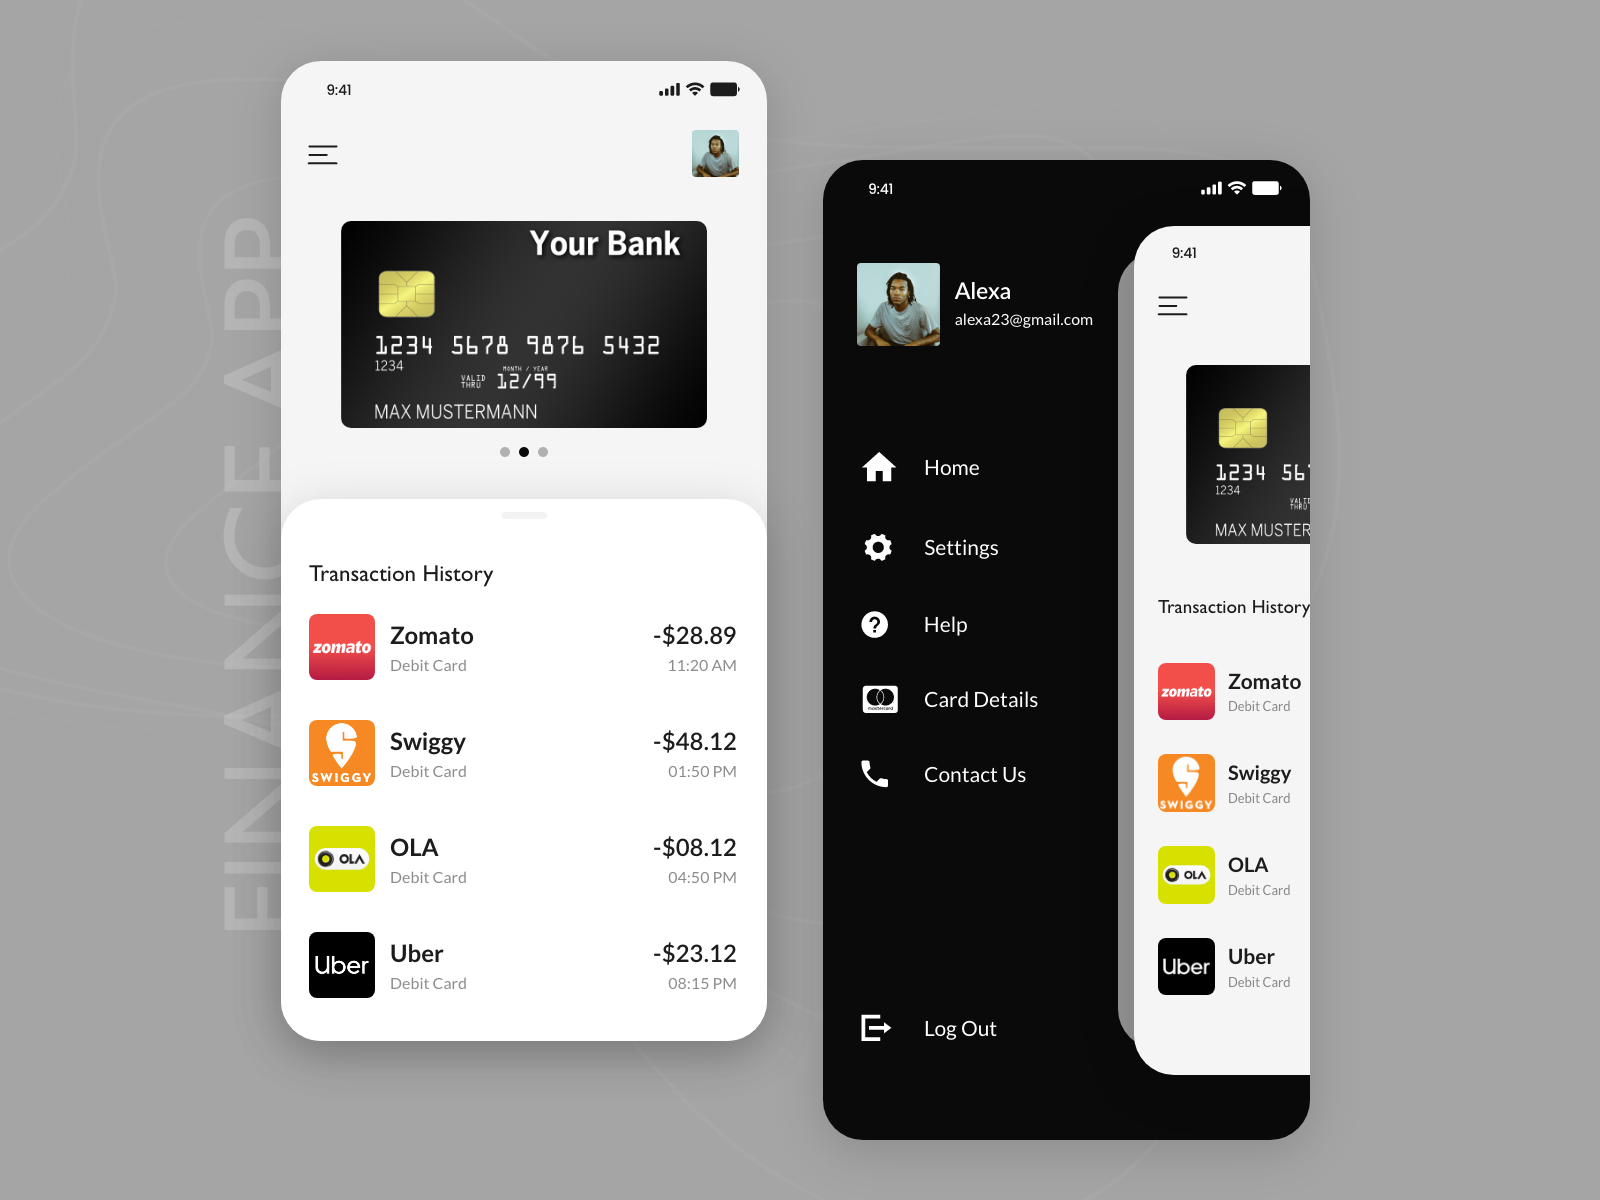 FINANCE APP
9:41
Your Bank
1234 5678 9876 5432
1234
MONTH / YEAR
VALID
THRU
12/99
MAX MUSTERMANN
Transaction History
zomato
Zomato
-$28.89
Debit Card
11:20 AM
SWIGGY
Swiggy
-$48.12
Debit Card
01:50 PM
OLA
OLA
-$08.12
Debit Card
04:50 PM
Uber
Uber
-$23.12
Debit Card
08:15 PM
9:41
Alexa
alexa23@gmail.com
Home
Settings
Help
mastercard
Card Details
Contact Us
Log Out
9:41
1234 567
1234
VALID
THRU
MAX MUSTER
Transaction History
zomato
Zomato
Debit Card
SWIGGY
Swiggy
Debit Card
OLA
OLA
Debit Card
Uber
Uber
Debit Card